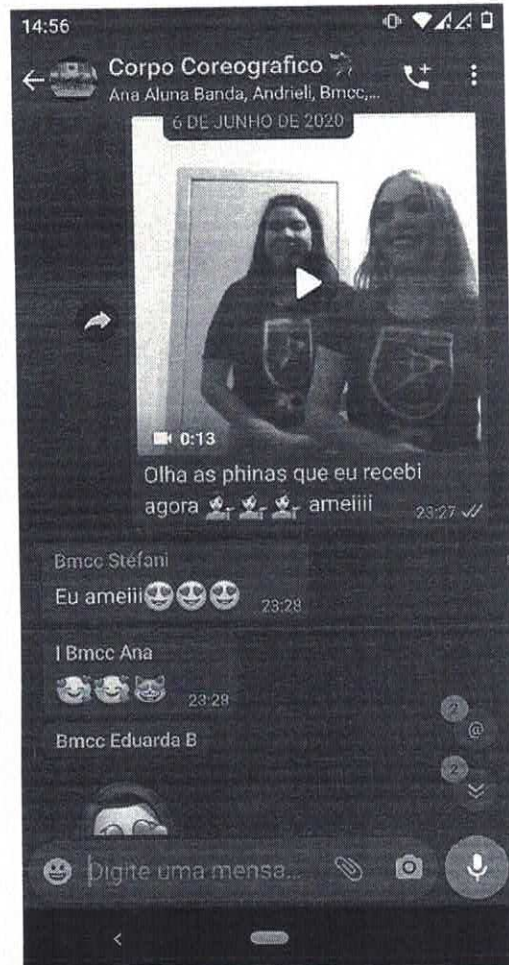 14:56
Corpo Coreografico
Ana Aluna Banda, Andrieli, Bmcc,...
6 DE JUNHO DE 2020
0:13
Olha as phinas que eu recebi
agora ameiiii
23:27
Bmcc Stéfani
Eu ameiii
23:28
I Bmcc Ana
23:28
Bmcc Eduarda B
2
@
2
Digite uma mensa...